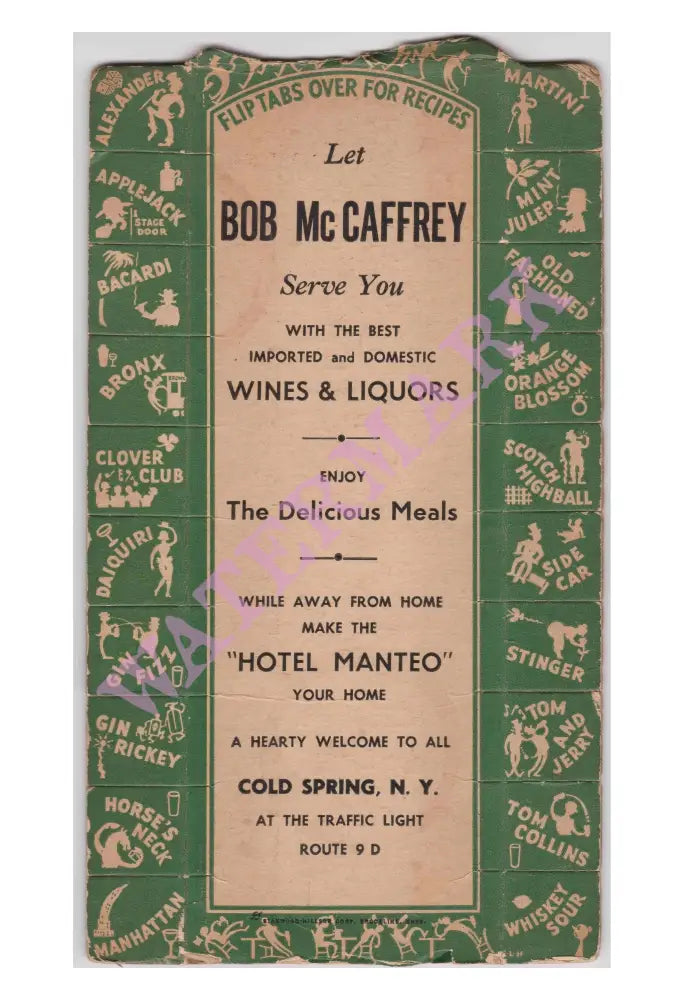 FLIP TABS OVER FOR RECIPES
Let
BOB McCAFFREY
Serve You
WITH THE BEST
IMPORTED and DOMESTIC
WINES & LIQUORS
ENJOY
The Delicious Meals
WHILE AWAY FROM HOME
MAKE THE
"HOTEL MANTEO"
YOUR HOME
A HEARTY WELCOME TO ALL
COLD SPRING, N. Y.
AT THE TRAFFIC LIGHT
ROUTE 9 D
ALEXANDER
APPLEJACK
STAGE
DOOR
BACARDI
BRONX
BRONX
CLOVER
CLUB
DAIQUIRI
GIN
FIZZ
GIN
RICKEY
HORSE'S
NECK
MANHATTAN
MARTINI
MINT
JULEP
OLD
FASHIONED
ORANGE
BLOSSOM
SCOTCH
HIGHBALL
SIDE
CAR
STINGER
TOM
AND
JERRY
TOM
COLLINS
WHISKEY
SOUR
CORP. BROOKLINE, MASS.
WATERMARK